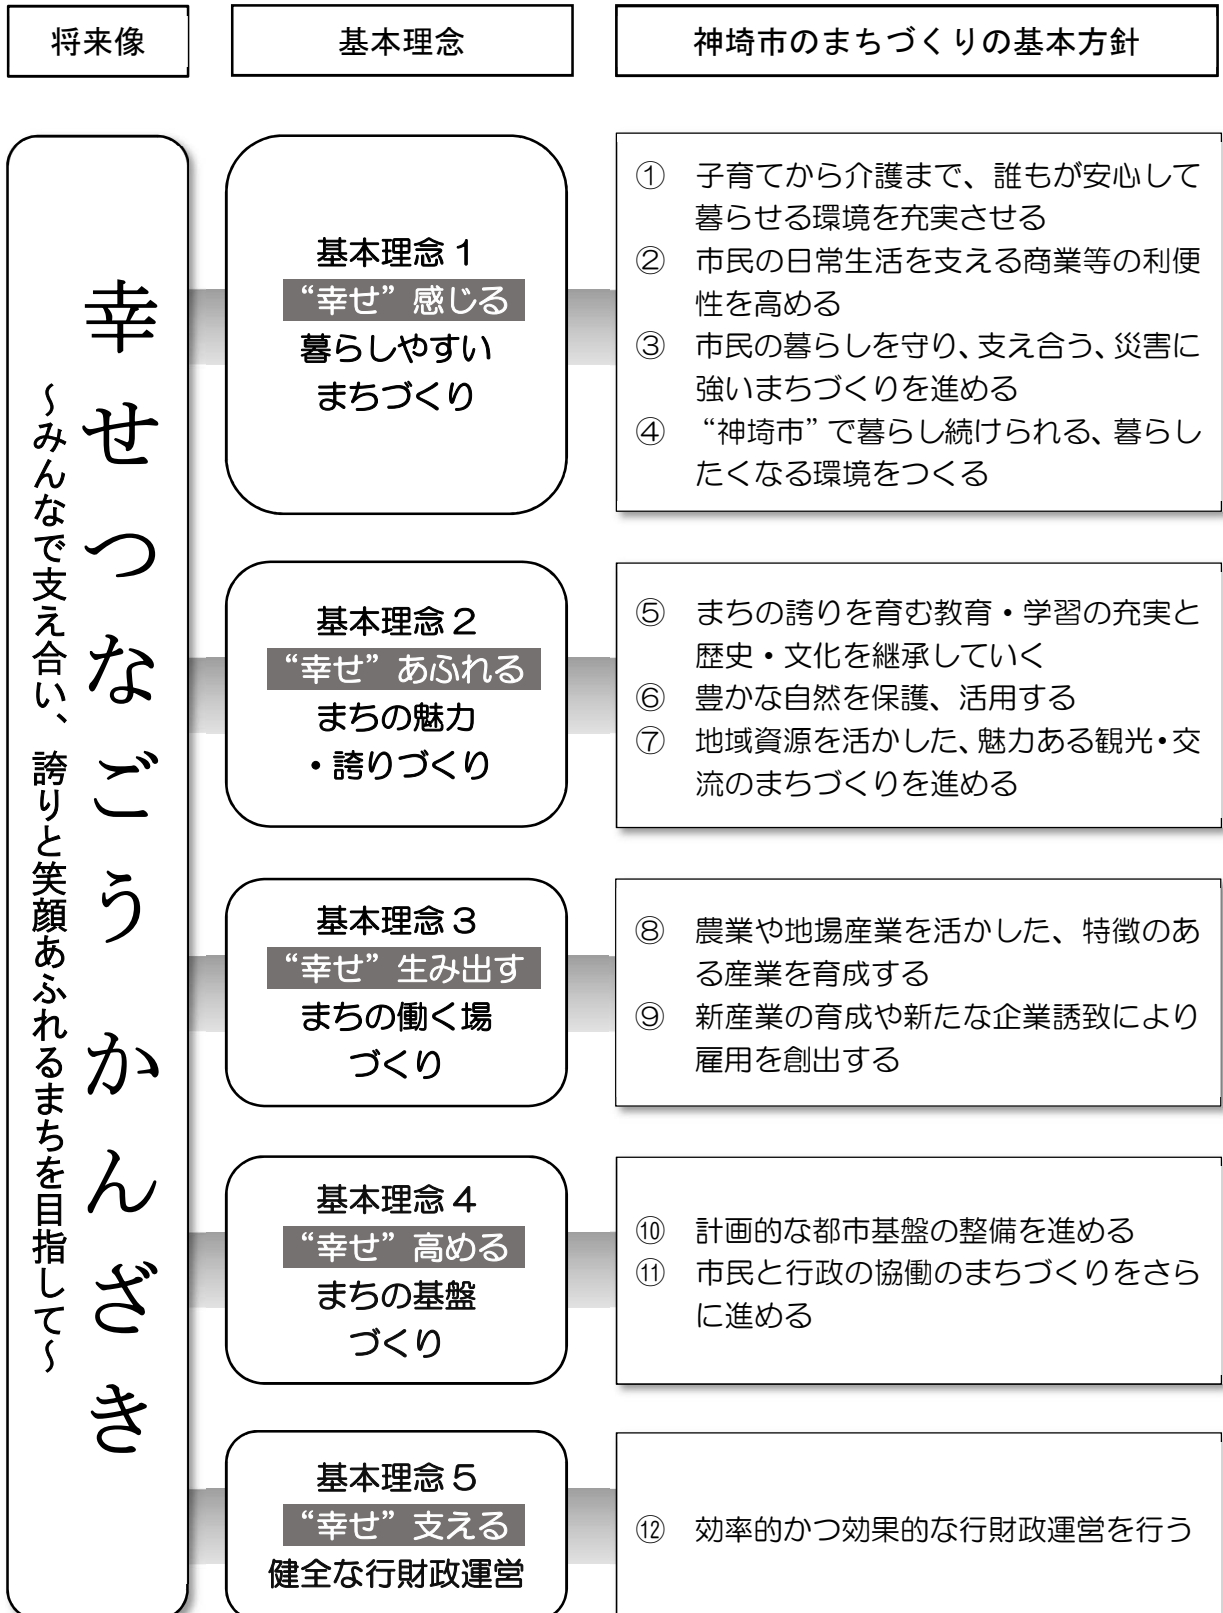 将来像
基本理念
神埼市のまちづくりの基本方針
幸せつなごう かんざき
～みんなで支え合い、誇りと笑顔あふれるまちを目指して～
基本理念１
“幸せ”感じる
暮らしやすい
まちづくり
① 子育てから介護まで、誰もが安心して
暮らせる環境を充実させる
② 市民の日常生活を支える商業等の利便
性を高める
③ 市民の暮らしを守り、支え合う、災害に
強いまちづくりを進める
④ “神埼市”で暮らし続けられる、暮らし
たくなる環境をつくる
基本理念２
“幸せ”あふれる
まちの魅力
・誇りづくり
⑤ まちの誇りを育む教育・学習の充実と
歴史・文化を継承していく
⑥ 豊かな自然を保護、活用する
⑦ 地域資源を活かした、魅力ある観光・交
流のまちづくりを進める
基本理念３
“幸せ”生み出す
まちの働く場
づくり
⑧ 農業や地場産業を活かした、特徴のあ
る産業を育成する
⑨ 新産業の育成や新たな企業誘致により
雇用を創出する
基本理念４
“幸せ”高める
まちの基盤
づくり
⑩ 計画的な都市基盤の整備を進める
⑪ 市民と行政の協働のまちづくりをさら
に進める
基本理念５
“幸せ”支える
健全な行財政運営
⑫ 効率的かつ効果的な行財政運営を行う